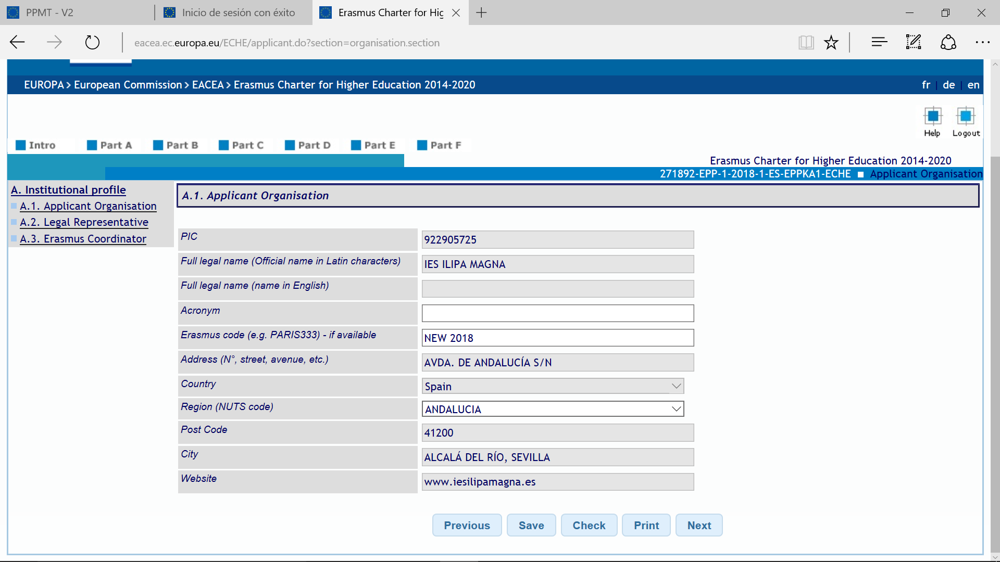 PPMT - V2
Inicio de sesión con éxito
Erasmus Charter for Hig
eacea.ec.europa.eu/ECHE/applicant.do?section=organisation.section
EUROPA > European Commission > EACEA > Erasmus Charter for Higher Education 2014-2020
fr | de | en
Help
Logout
Intro
Part A
Part B
Part C
Part D
Part E
Part F
Erasmus Charter for Higher Education 2014-2020
271892-EPP-1-2018-1-ES-EPPKA1-ECHE ■ Applicant Organisation
A. Institutional profile
A.1. Applicant Organisation
A.2. Legal Representative
A.3. Erasmus Coordinator
A.1. Applicant Organisation
PIC
922905725
Full legal name (Official name in Latin characters)
IES ILIPA MAGNA
Full legal name (name in English)
Acronym
Erasmus code (e.g. PARIS333) - if available
NEW 2018
Address (N°, street, avenue, etc.)
AVDA. DE ANDALUCÍA S/N
Country
Spain
Region (NUTS code)
ANDALUCIA
Post Code
41200
City
ALCALÁ DEL RÍO, SEVILLA
Website
www.iesilipamagna.es
Previous
Save
Check
Print
Next